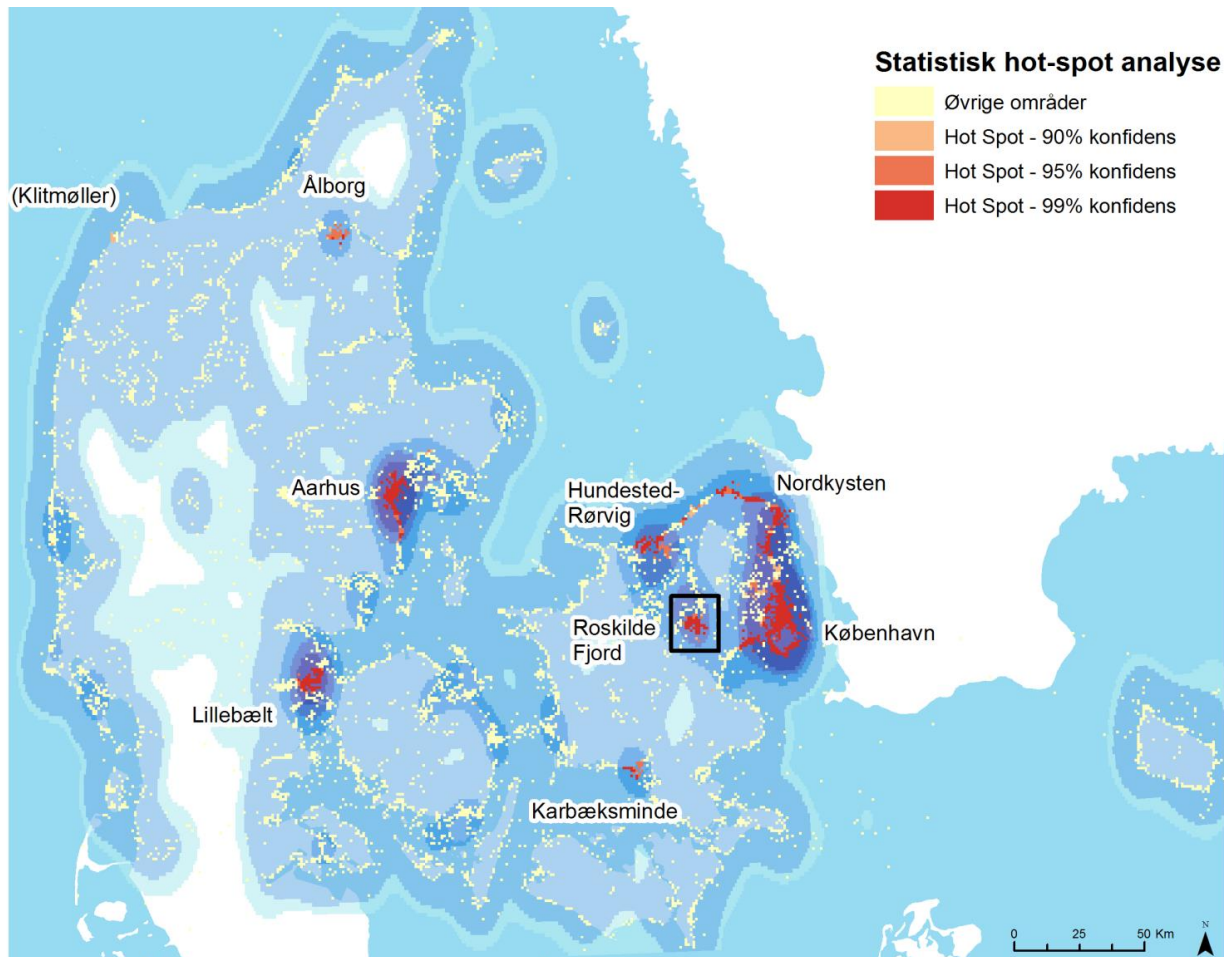 Statistisk hot-spot analyse
Øvrige områder
Hot Spot - 90% konfidens
Hot Spot - 95% konfidens
Hot Spot - 99% konfidens
(Klitmøller)
Ålborg
Aarhus
Hundested-
Rørvig
Nordkysten
Roskilde
Fjord
København
Lillebælt
Karbæksminde
0 25 50 Km
N